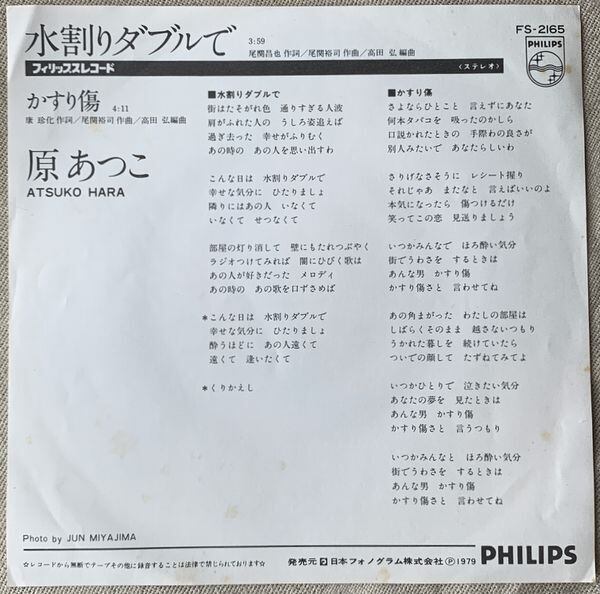 水割りダブルで 3:59
尾関昌也 作詞／尾関裕司 作曲／高田 弘 編曲
FS-2165
PHILIPS
フィリップスレコード
〈ステレオ〉
かすり傷 4:11
康 珍化 作詞／尾関裕司 作曲／高田 弘 編曲
原 あつこ
ATSUKO HARA
■水割りダブルで
街はたそがれ色 通りすぎる人波
肩がふれた人の うしろ姿追えば
過ぎ去った 幸せがふりむく
あの時の あの人を思い出すわ
こんな日は 水割りダブルで
幸せな気分に ひたりましょ
隣りにはあの人 いなくて
いなくて せつなくて
部屋の灯り消して 壁にもたれつぶやく
ラジオつけてみれば 闇にひびく歌は
あの人が好きだった メロディ
あの時の あの歌を口ずさめば
*こんな日は 水割りダブルで
幸せな気分に ひたりましょ
酔うほどに あの人遠くて
遠くて 逢いたくて
*くりかえし
■かすり傷
さよならひとこと 言えずにあなた
何本タバコを 吸ったのかしら
口説かれたときの 手際わの良さが
別人みたいで あなたらしいわ
さりげなさそうに レシート握り
それじゃあ またなと 言えばいいのよ
本気になったら 傷つけるだけ
笑ってこの恋 見送りましょう
いつかみんなで ほろ酔い気分
街でうわさを するときは
あんな男 かすり傷
かすり傷さと 言わせてね
あの角まがった わたしの部屋は
しばらくそのまま 越さないつもり
うかれた暮しを 続けていたら
ついでの顔して たずねてみてよ
いつかひとりで 泣きたい気分
あなたの夢を 見たときは
あんな男 かすり傷
かすり傷さと 言うつもり
いつかみんなと ほろ酔い気分
街でうわさを するときは
あんな男 かすり傷
かすり傷さと 言わせてね
Photo by JUN MIYAJIMA
☆レコードから無断でテープその他に録音することは法律で禁じられております☆
発売元 日本フォノグラム株式会社 Ⓟ1979 PHILIPS